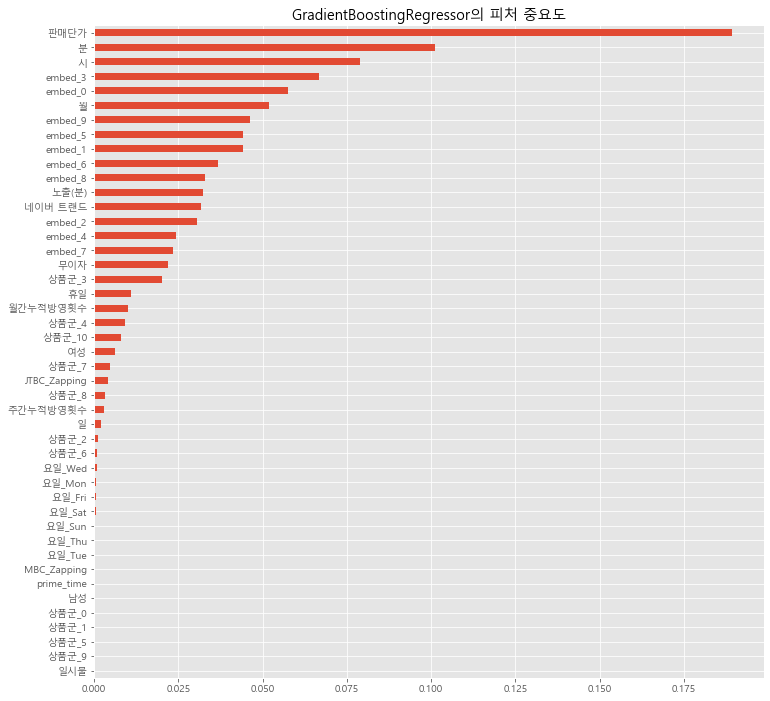 GradientBoostingRegressor의 피처 중요도
판매단가
분
시
embed_3
embed_0
월
embed_9
embed_5
embed_1
embed_6
embed_8
노출(분)
네이버 트랜드
embed_2
embed_4
embed_7
무이자
상품군_3
휴일
월간누적방영횟수
상품군_4
상품군_10
여성
상품군_7
JTBC_Zapping
상품군_8
주간누적방영횟수
일
상품군_2
상품군_6
요일_Wed
요일_Mon
요일_Fri
요일_Sat
요일_Sun
요일_Thu
요일_Tue
MBC_Zapping
prime_time
남성
상품군_0
상품군_1
상품군_5
상품군_9
일시불
0.000 0.025 0.050 0.075 0.100 0.125 0.150 0.175